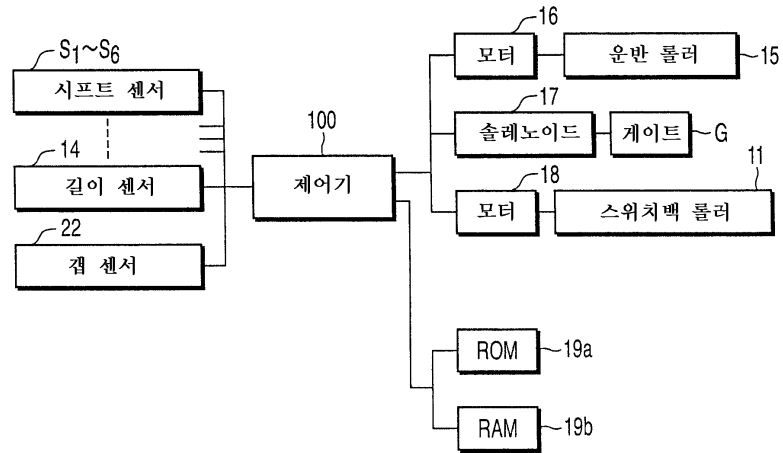 S1~S6
시프트 센서
14
길이 센서
22
갭 센서
100
제어기
16
모터
운반 롤러
15
17
솔레노이드
게이트
G
18
모터
11
스위치백 롤러
ROM
19a
RAM
19b